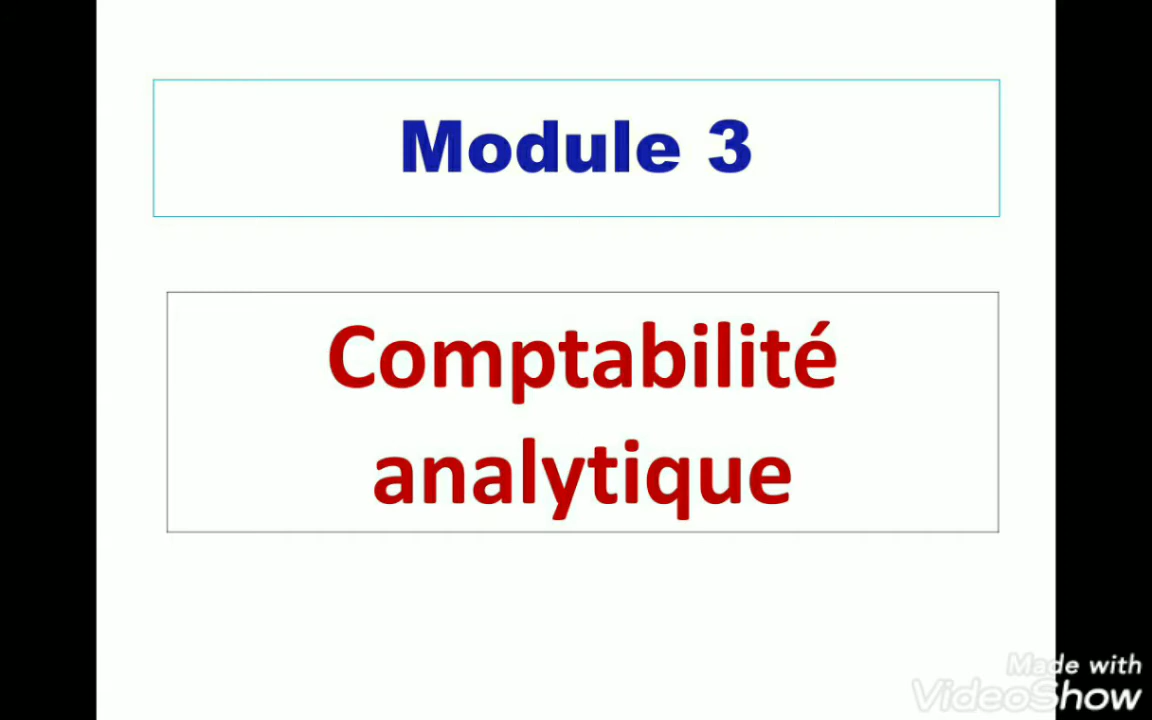 Module 3
Comptabilité
analytique
Made with
VideoShow